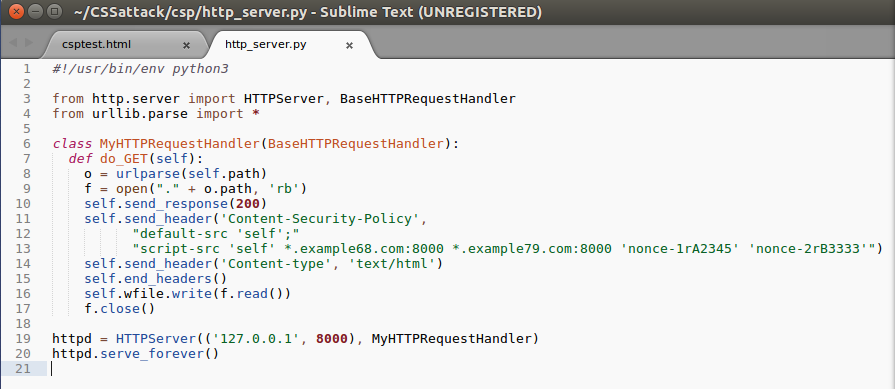 ~/CSSattack/csp/http_server.py - Sublime Text (UNREGISTERED)
csptest.html × http_server.py ×
1 #!/usr/bin/env python3
2
3 from http.server import HTTPServer, BaseHTTPRequestHandler
4 from urllib.parse import *
5
6 class MyHTTPRequestHandler(BaseHTTPRequestHandler):
7   def do_GET(self):
8     o = urlparse(self.path)
9     f = open("." + o.path, 'rb')
10     self.send_response(200)
11     self.send_header('Content-Security-Policy',
12           "default-src 'self';"
13           "script-src 'self' *.example68.com:8000 *.example79.com:8000 'nonce-1rA2345' 'nonce-2rB3333'")
14     self.send_header('Content-type', 'text/html')
15     self.end_headers()
16     self.wfile.write(f.read())
17     f.close()
18
19 httpd = HTTPServer(('127.0.0.1', 8000), MyHTTPRequestHandler)
20 httpd.serve_forever()
21